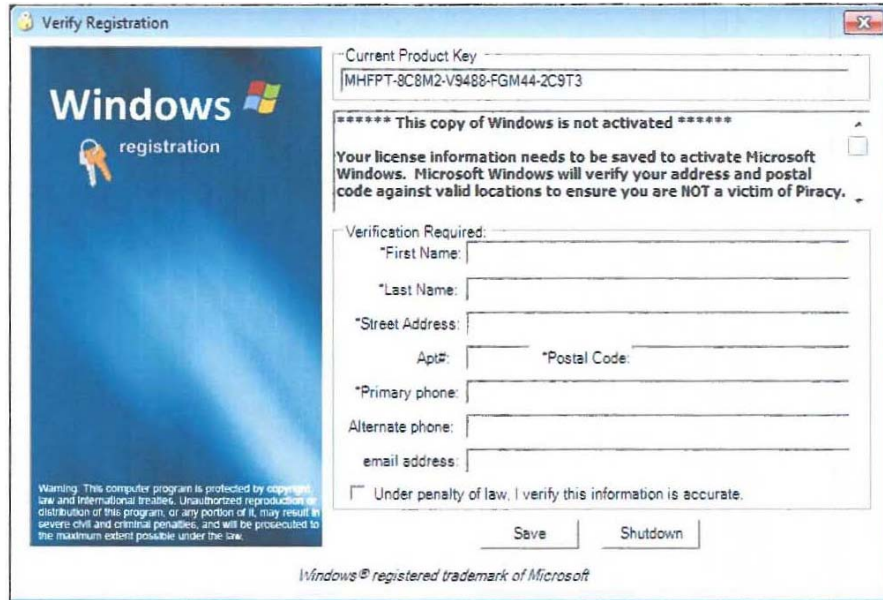 Verify Registration
Windows
registration
Current Product Key
MHFPT-8C8M2-V9488-FGM44-2C9T3
****** This copy of Windows is not activated ******
Your license information needs to be saved to activate Microsoft
Windows. Microsoft Windows will verify your address and postal
code against valid locations to ensure you are NOT a victim of Piracy.
Verification Required:
*First Name:
*Last Name:
*Street Address:
Apt#: *Postal Code:
*Primary phone:
Alternate phone:
email address:
Under penalty of law, I verify this information is accurate.
Save Shutdown
Warning: This computer program is protected by copyright
law and international treaties. Unauthorized reproduction or
distribution of this program, or any portion of it, may result in
severe civil and criminal penalties, and will be prosecuted to
the maximum extent possible under the law.
Windows® registered trademark of Microsoft